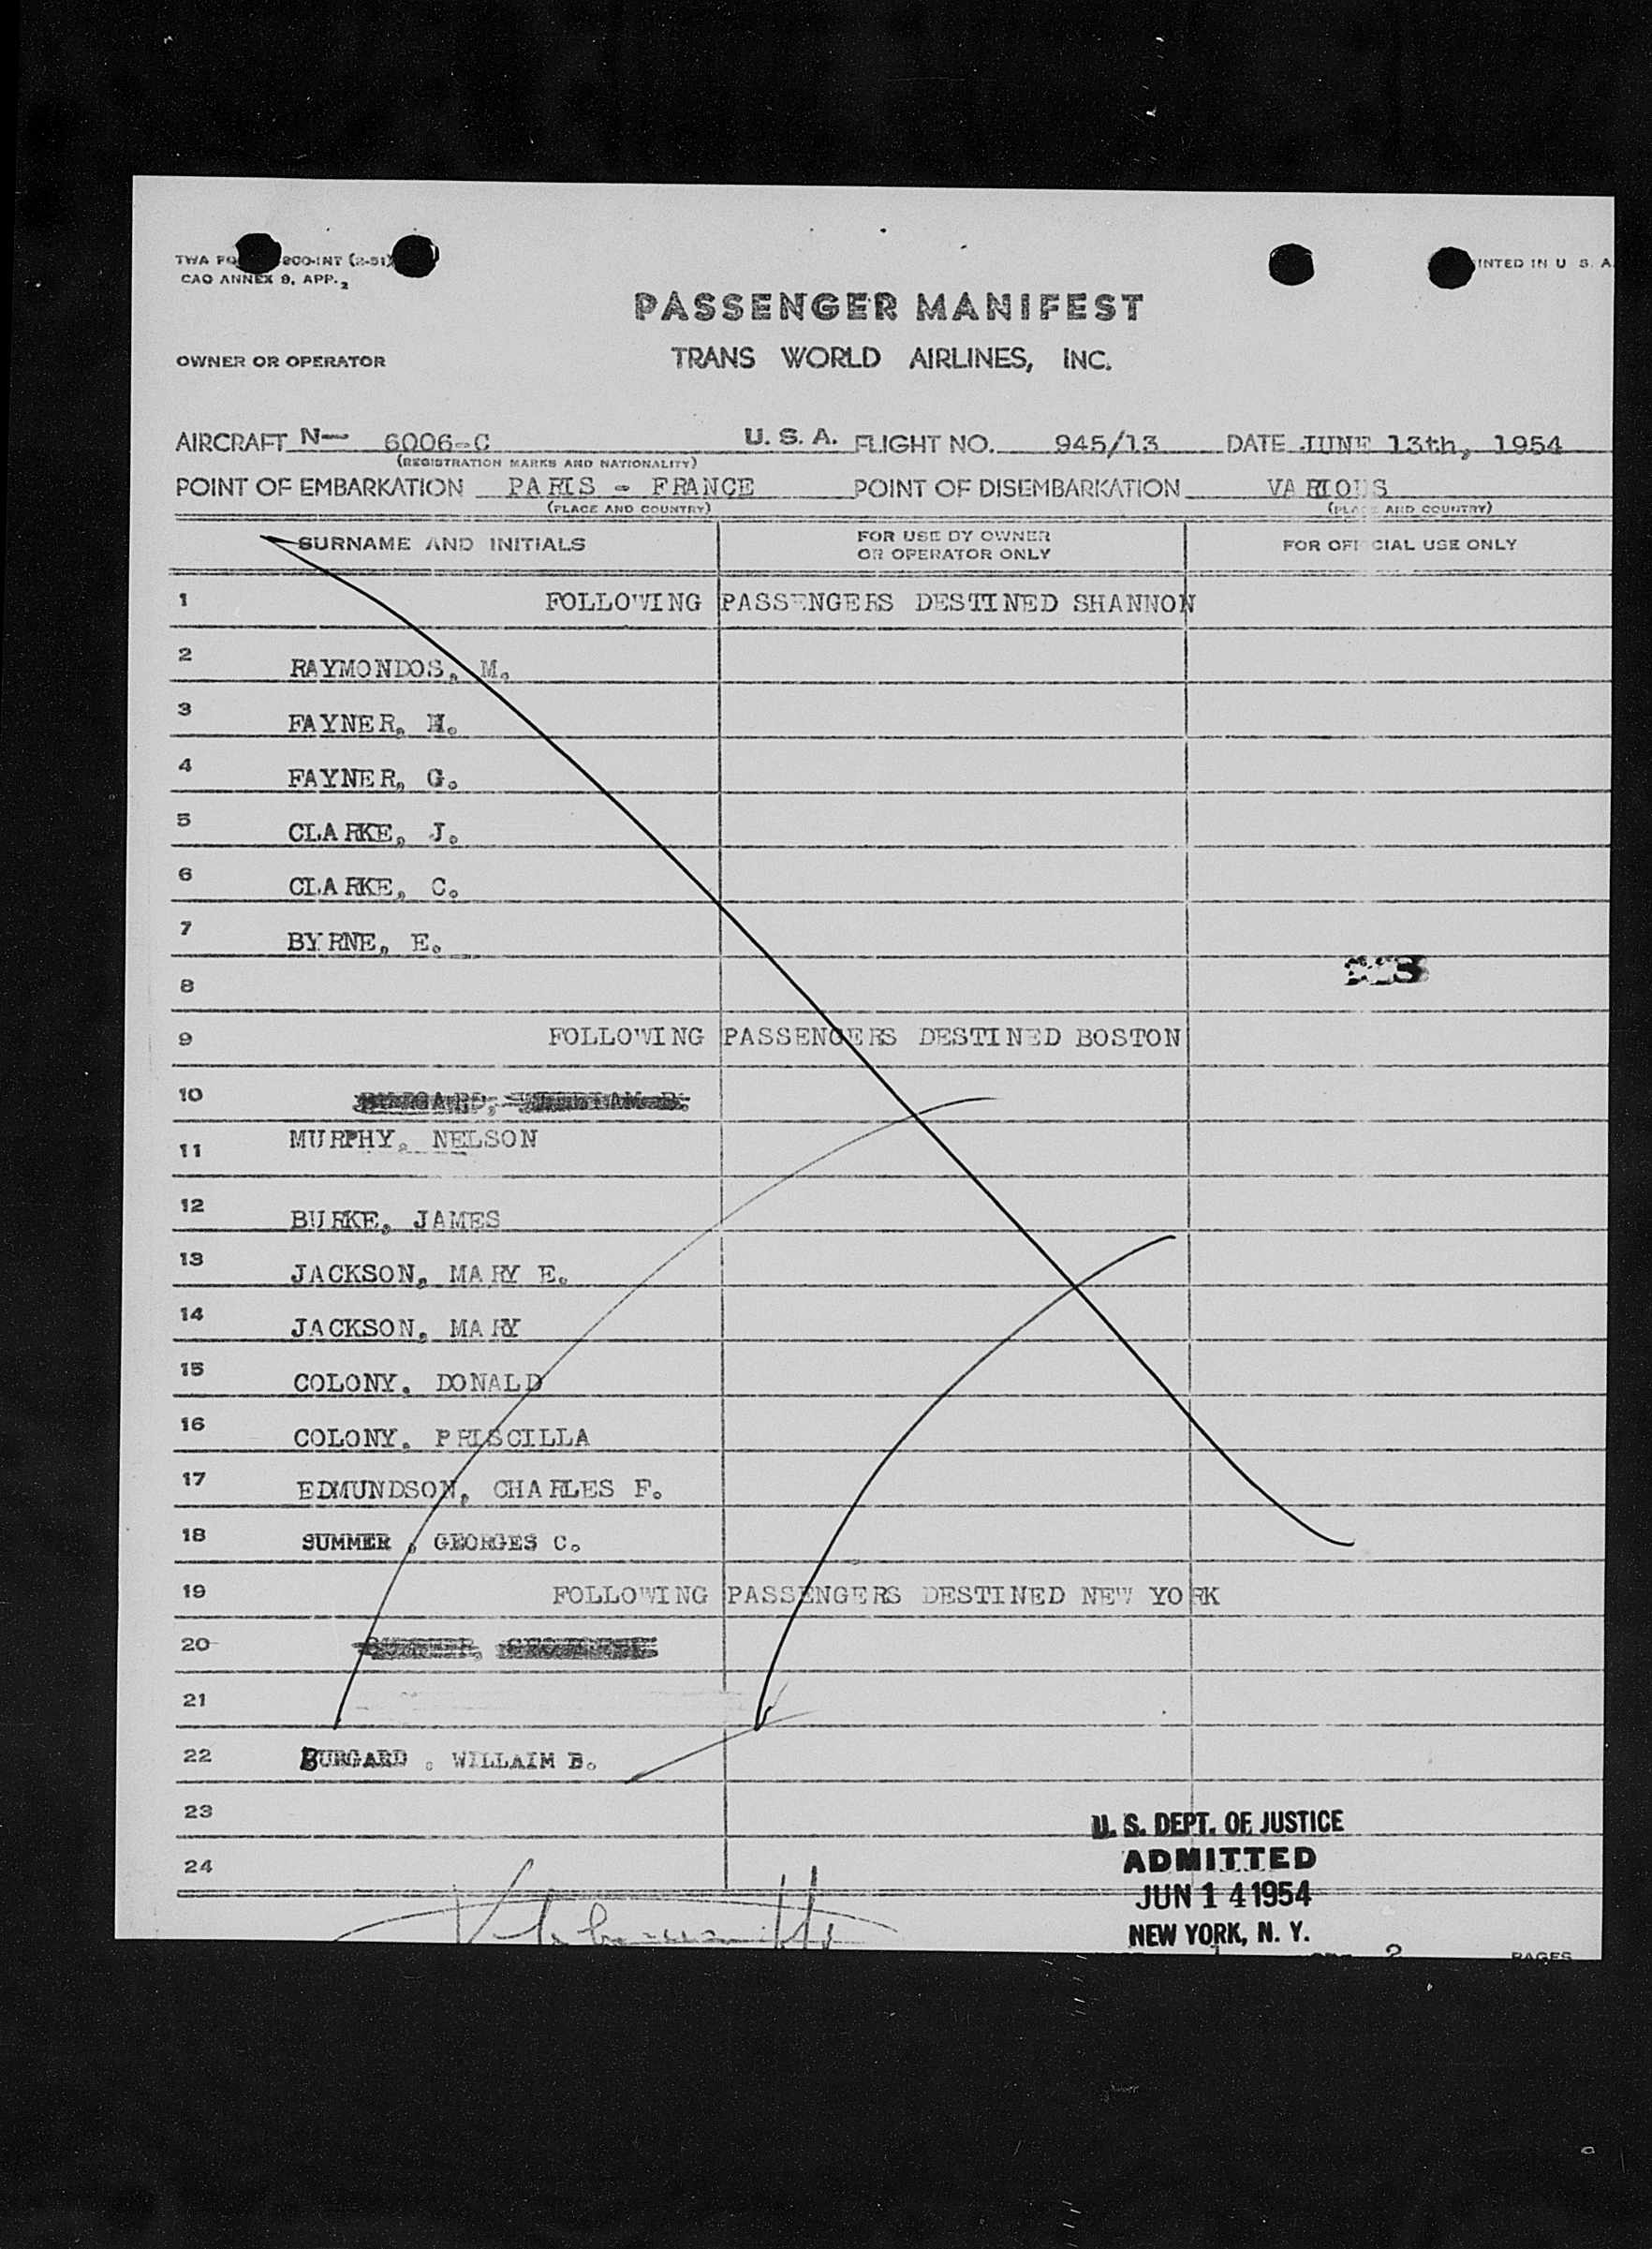 TWA FO 200-INT (2-51)
CAO ANNEX 9, APP. 2
INTED IN U S. A.
PASSENGER MANIFEST
OWNER OR OPERATOR
TRANS WORLD AIRLINES, INC.
AIRCRAFT N— 6006-C U. S. A. FLIGHT NO. 945/13 DATE JUNE 13th, 1954
(REGISTRATION MARKS AND NATIONALITY)
POINT OF EMBARKATION PARIS - FRANCE POINT OF DISEMBARKATION VARIOUS
(PLACE AND COUNTRY) (PLACE AND COUNTRY)
SURNAME AND INITIALS FOR USE BY OWNER OR OPERATOR ONLY FOR OFFICIAL USE ONLY
1 FOLLOWING PASSENGERS DESTINED SHANNON
2 RAYMONDOS, M.
3 FAYNER, H.
4 FAYNER, G.
5 CLARKE, J.
6 CLARKE, C.
7 BYRNE, E.
8
9 FOLLOWING PASSENGERS DESTINED BOSTON
10
11 MURPHY, NELSON
12 BURKE, JAMES
13 JACKSON, MARY E.
14 JACKSON, MARY
15 COLONY. DONALD
16 COLONY. PRISCILLA
17 EDMUNDSON, CHARLES F.
18 SUMMER , GEORGES C.
19 FOLLOWING PASSENGERS DESTINED NEW YORK
20
21
22 BURGARD , WILLAIM B.
23
24
U. S. DEPT. OF JUSTICE
ADMITTED
JUN 14 1954
NEW YORK, N. Y.
2 PAGES